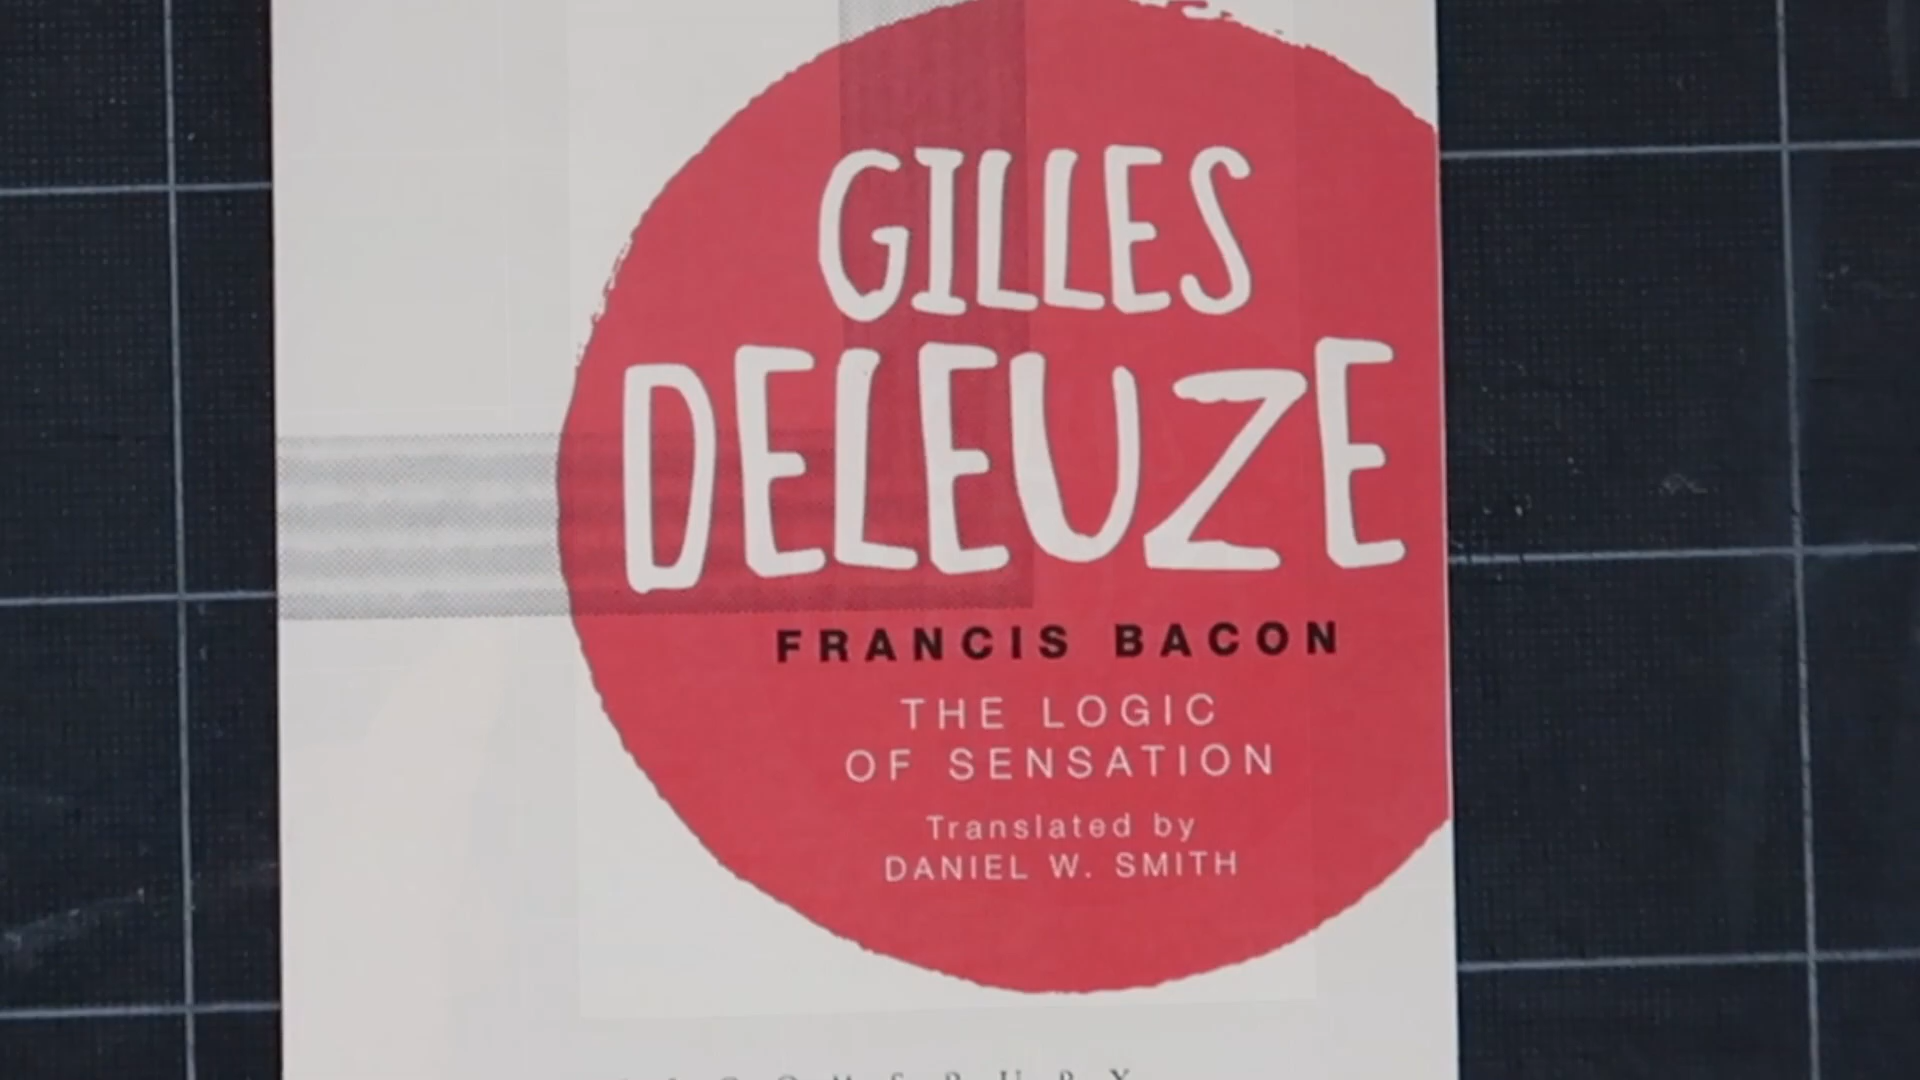 GILLES
DELEUZE
FRANCIS BACON
THE LOGIC
OF SENSATION
Translated by
DANIEL W. SMITH